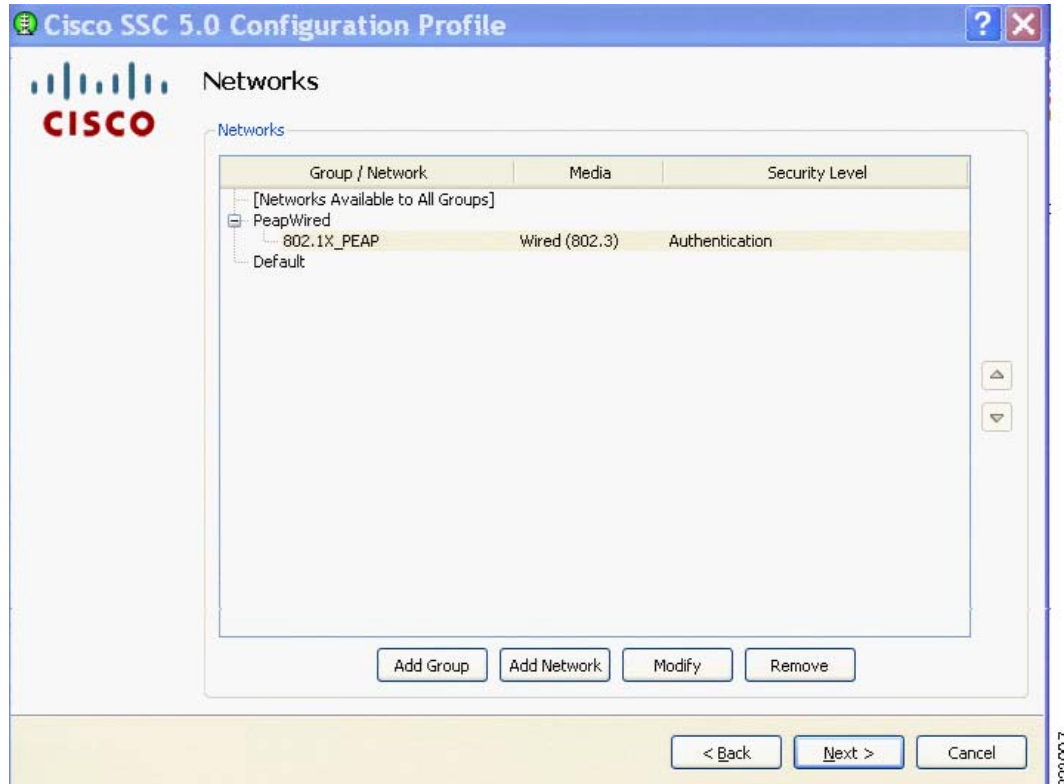 Cisco SSC 5.0 Configuration Profile
CISCO
Networks
Networks
Group / Network Media Security Level
[Networks Available to All Groups]
PeapWired
802.1X_PEAP Wired (802.3) Authentication
Default
Add Group Add Network Modify Remove
< Back Next > Cancel